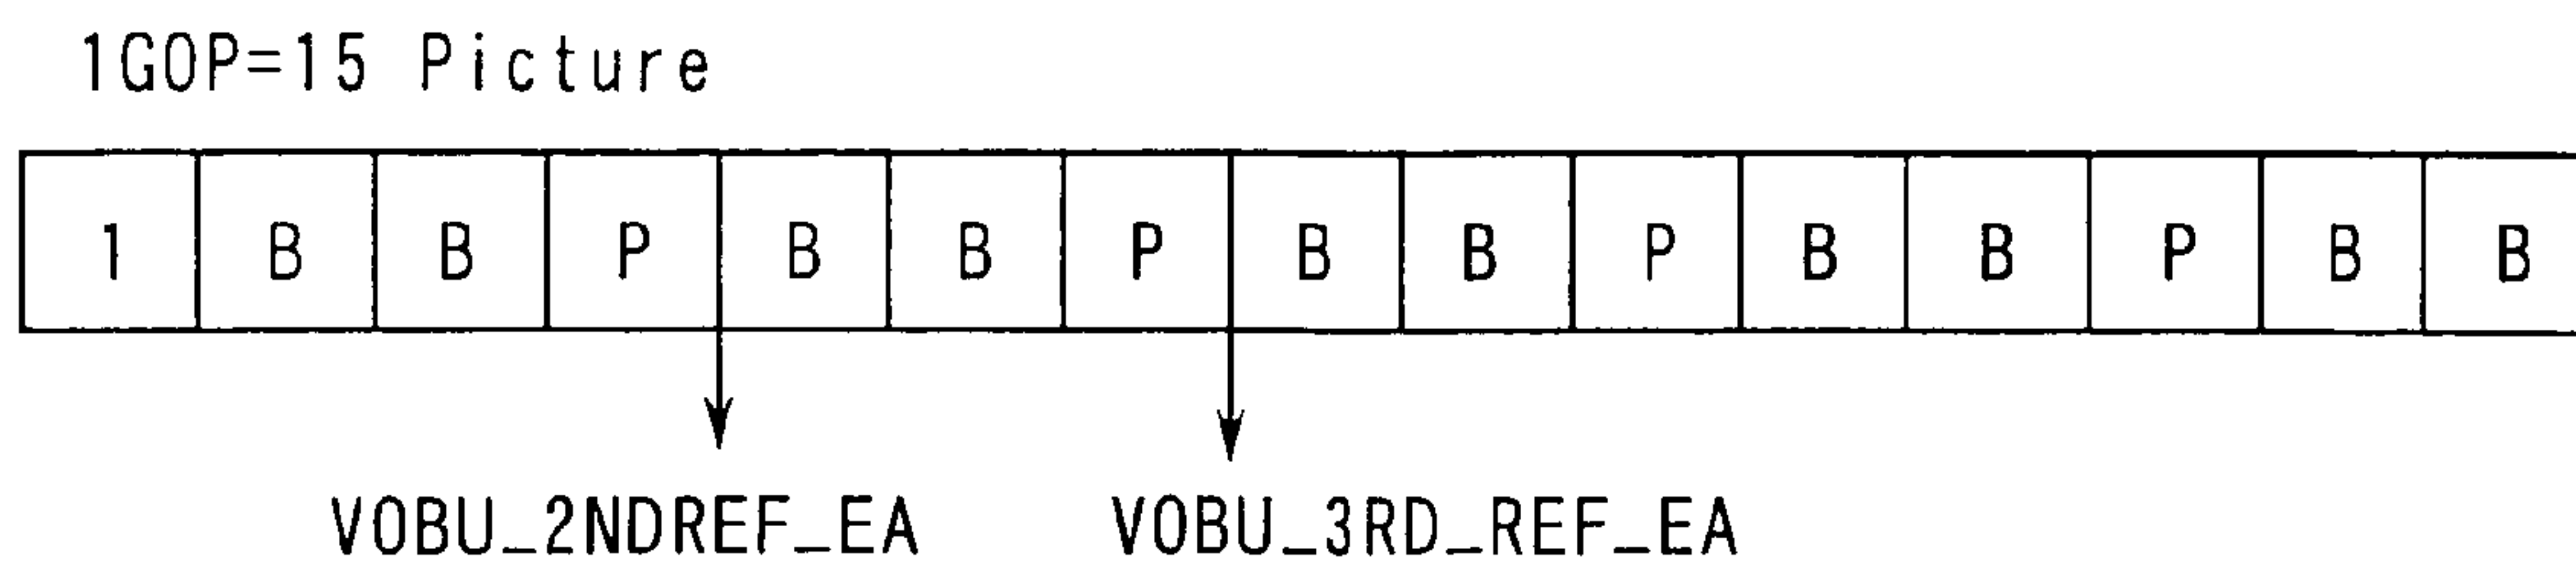 1GOP=15 Picture
1 B B P B B P B B P B B P B B
VOBU_2NDREF_EA VOBU_3RD_REF_EA